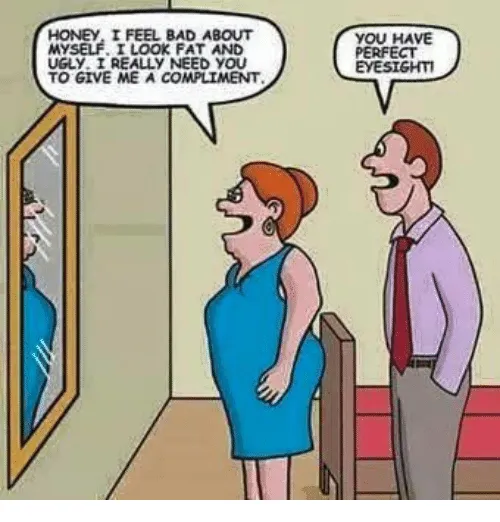 HONEY, I FEEL BAD ABOUT
MYSELF. I LOOK FAT AND
UGLY. I REALLY NEED YOU
TO GIVE ME A COMPLIMENT.
YOU HAVE
PERFECT
EYESIGHT!